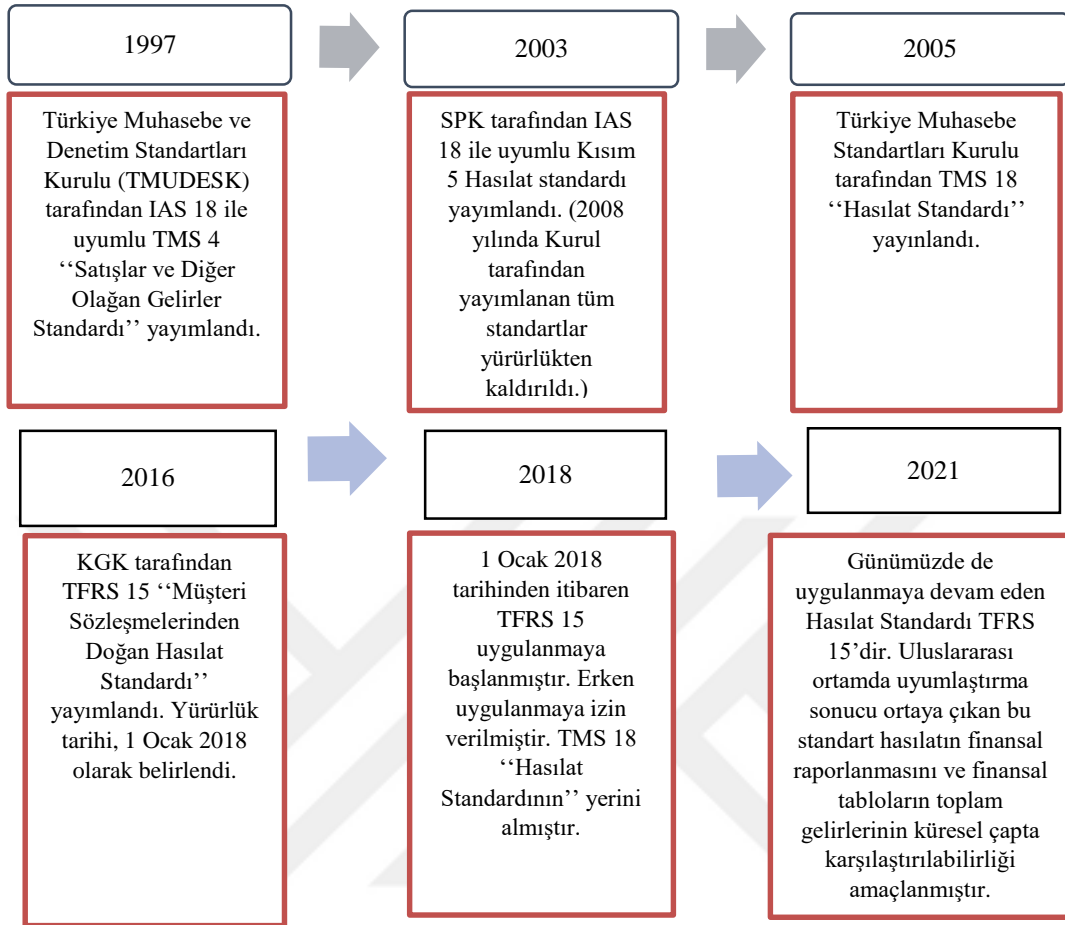 1997
Türkiye Muhasebe ve
Denetim Standartları
Kurulu (TMUDESK)
tarafından IAS 18 ile
uyumlu TMS 4
‘‘Satışlar ve Diğer
Olağan Gelirler
Standardı’’ yayımlandı.
2003
SPK tarafından IAS
18 ile uyumlu Kısım
5 Hasılat standardı
yayımlandı. (2008
yılında Kurul
tarafından
yayımlanan tüm
standartlar
yürürlükten
kaldırıldı.)
2005
Türkiye Muhasebe
Standartları Kurulu
tarafından TMS 18
‘‘Hasılat Standardı’’
yayınlandı.
2016
KGK tarafından
TFRS 15 ‘‘Müşteri
Sözleşmelerinden
Doğan Hasılat
Standardı’’
yayımlandı. Yürürlük
tarihi, 1 Ocak 2018
olarak belirlendi.
2018
1 Ocak 2018
tarihinden itibaren
TFRS 15
uygulanmaya
başlanmıştır. Erken
uygulanmaya izin
verilmiştir. TMS 18
‘‘Hasılat
Standardının’’ yerini
almıştır.
2021
Günümüzde de
uygulanmaya devam eden
Hasılat Standardı TFRS
15’dir. Uluslararası
ortamda uyumlaştırma
sonucu ortaya çıkan bu
standart hasılatın finansal
raporlanmasını ve finansal
tabloların toplam
gelirlerinin küresel çapta
karşılaştırılabilirliği
amaçlanmıştır.